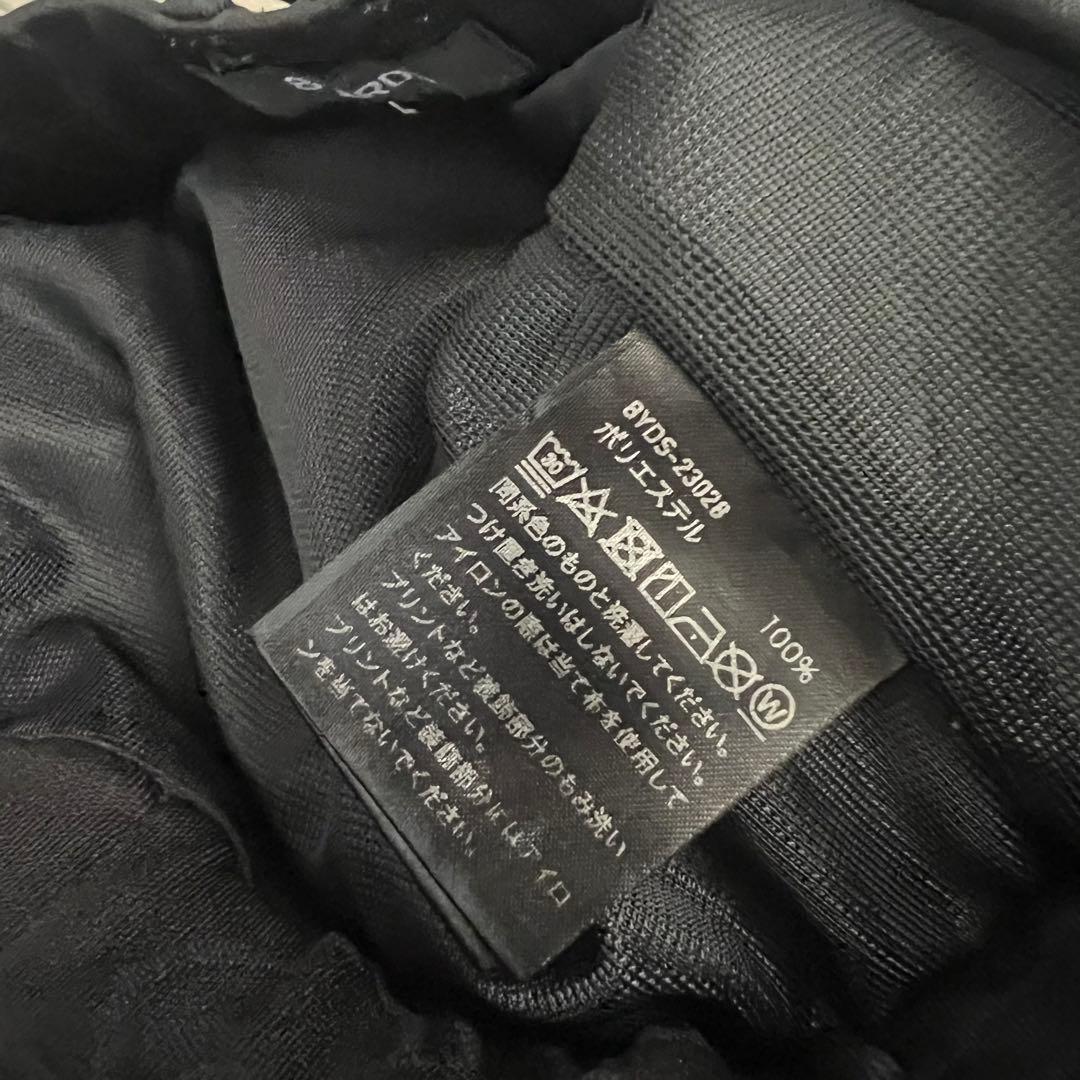 8YDS-23028
ポリエステル 100%
30
W
同系色のものと洗濯してください。
つけ置き洗いはしないでください。
アイロンの際は当て布を使用して
ください。
プリントなど装飾部分のもみ洗い
はお避けください。
プリントなど装飾部分にはアイロ
ンを当てないでください。